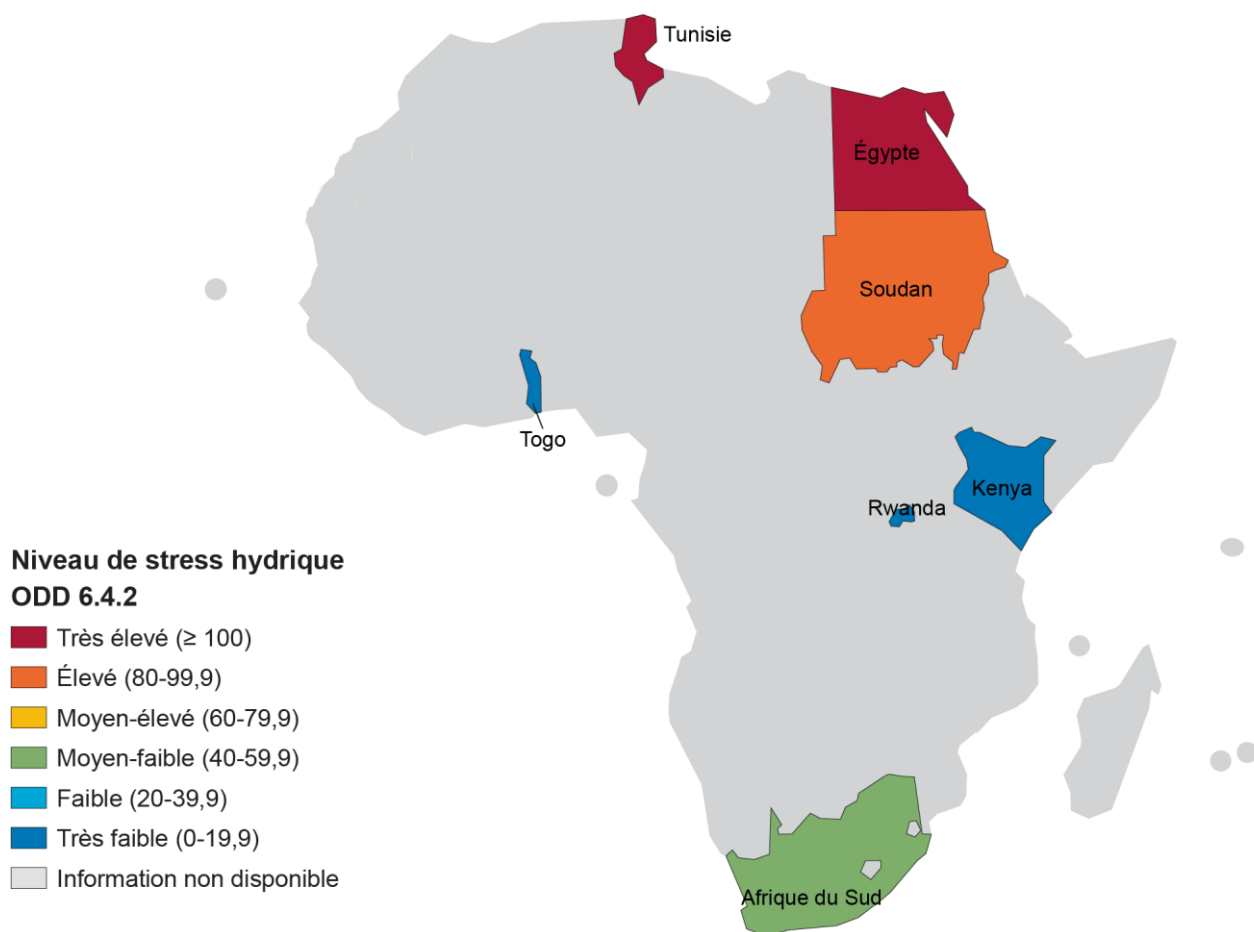 Tunisie
Égypte
Soudan
Togo
Rwanda
Kenya
Afrique du Sud
Niveau de stress hydrique
ODD 6.4.2
Très élevé (≥ 100)
Élevé (80-99,9)
Moyen-élevé (60-79,9)
Moyen-faible (40-59,9)
Faible (20-39,9)
Très faible (0-19,9)
Information non disponible